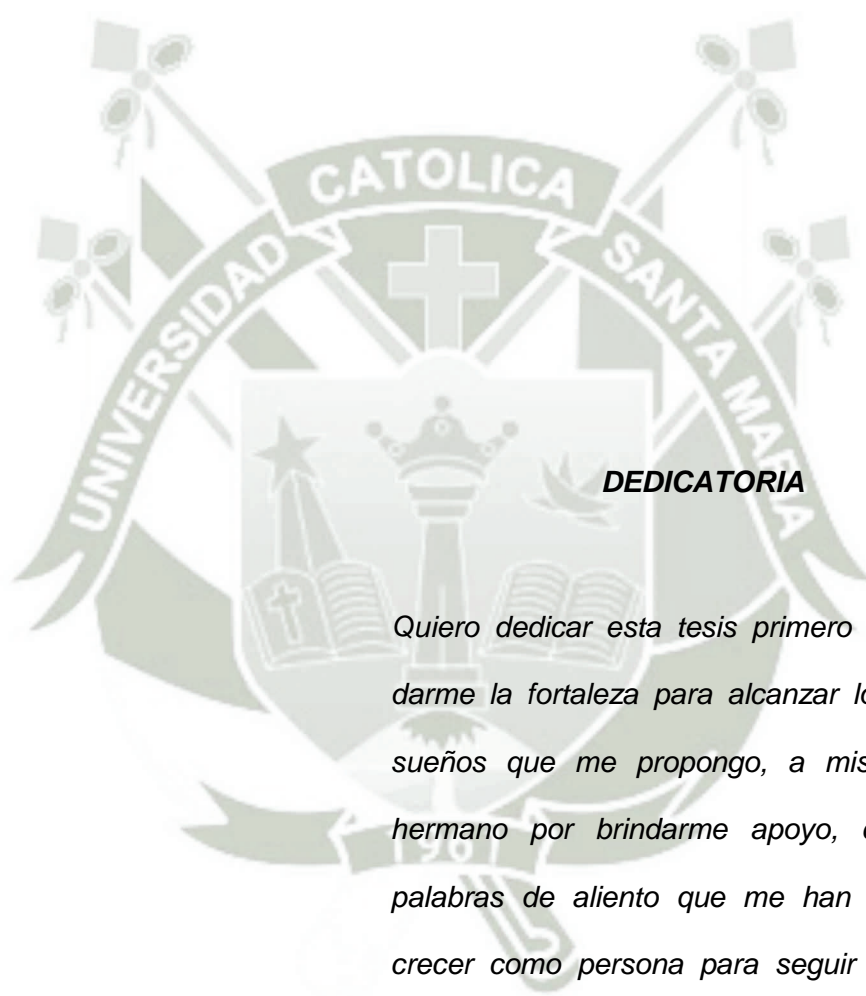 UNIVERSIDAD CATOLICA SANTA MARIA
DEDICATORIA
Quiero dedicar esta tesis primero
darme la fortaleza para alcanzar lo
sueños que me propongo, a mis
hermano por brindarme apoyo,
palabras de aliento que me han
crecer como persona para seguir